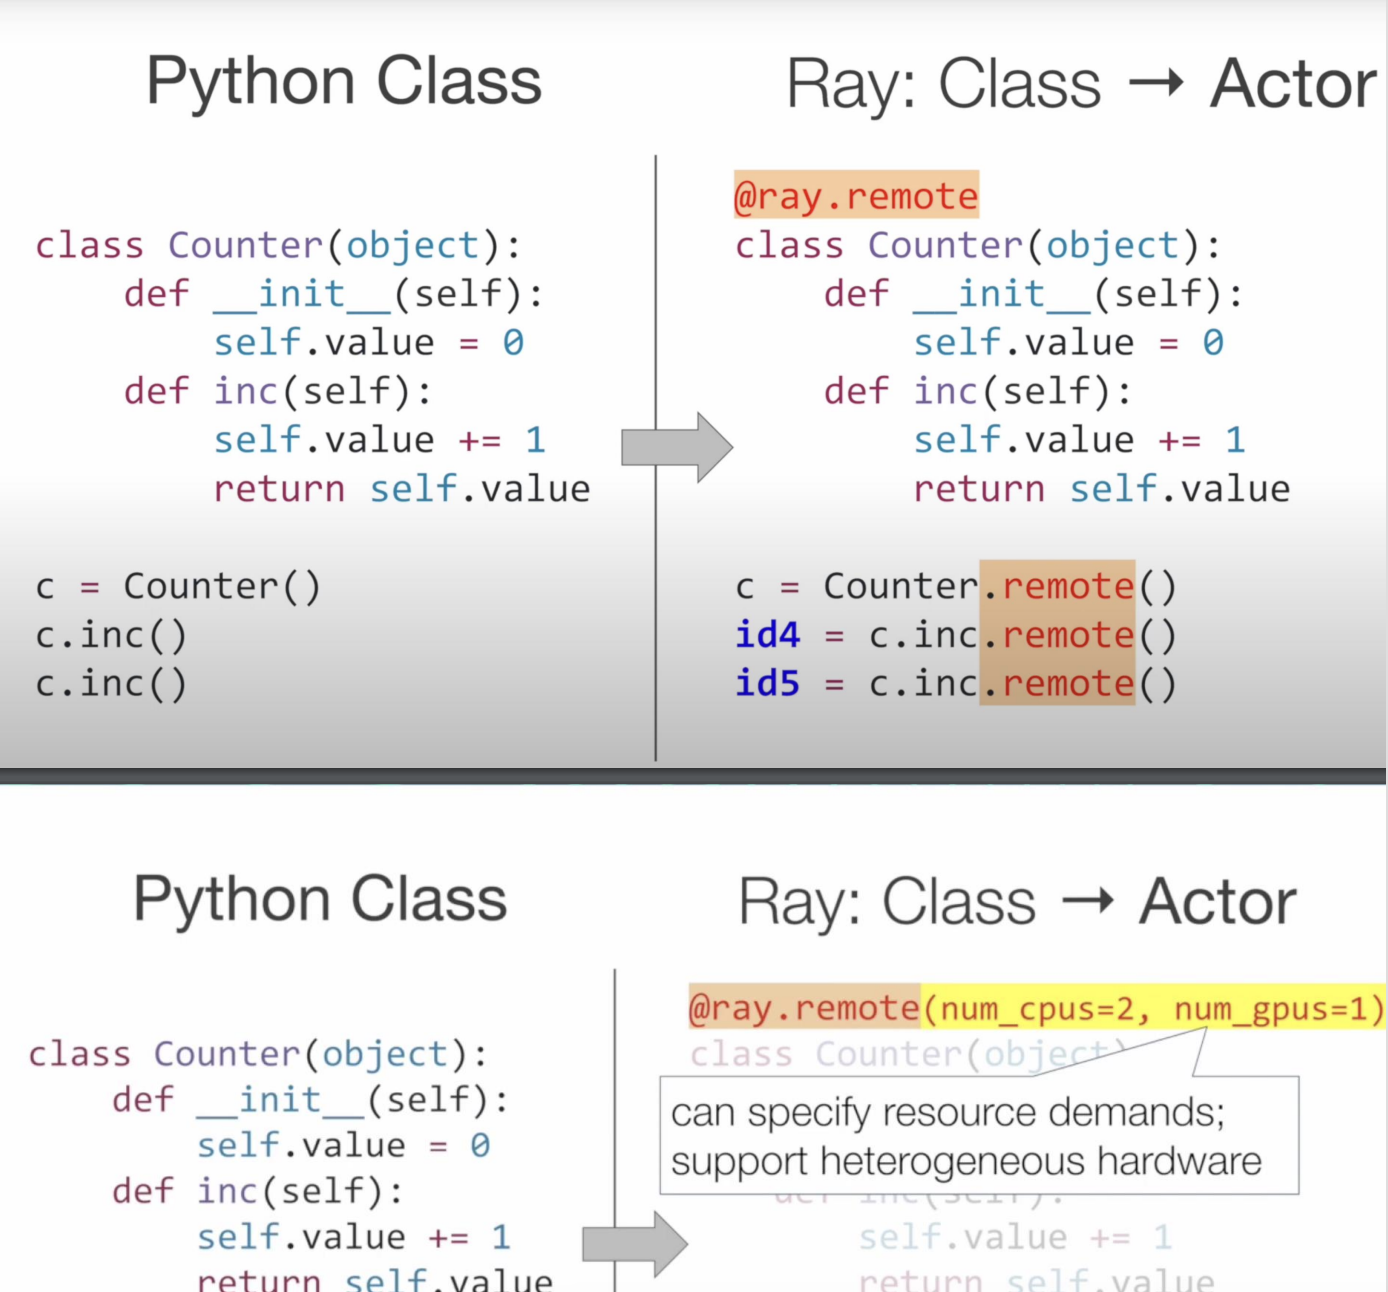 Python Class
class Counter(object):
def __init__(self):
self.value = 0
def inc(self):
self.value += 1
return self.value
c = Counter()
c.inc()
c.inc()
Ray: Class → Actor
@ray.remote
class Counter(object):
def __init__(self):
self.value = 0
def inc(self):
self.value += 1
return self.value
c = Counter.remote()
id4 = c.inc.remote()
id5 = c.inc.remote()
Python Class
class Counter(object):
def __init__(self):
self.value = 0
def inc(self):
self.value += 1
return self.value
Ray: Class → Actor
@ray.remote(num_cpus=2, num_gpus=1)
class Counter(object)
can specify resource demands;
support heterogeneous hardware
def inc(self):
self.value += 1
return self.value